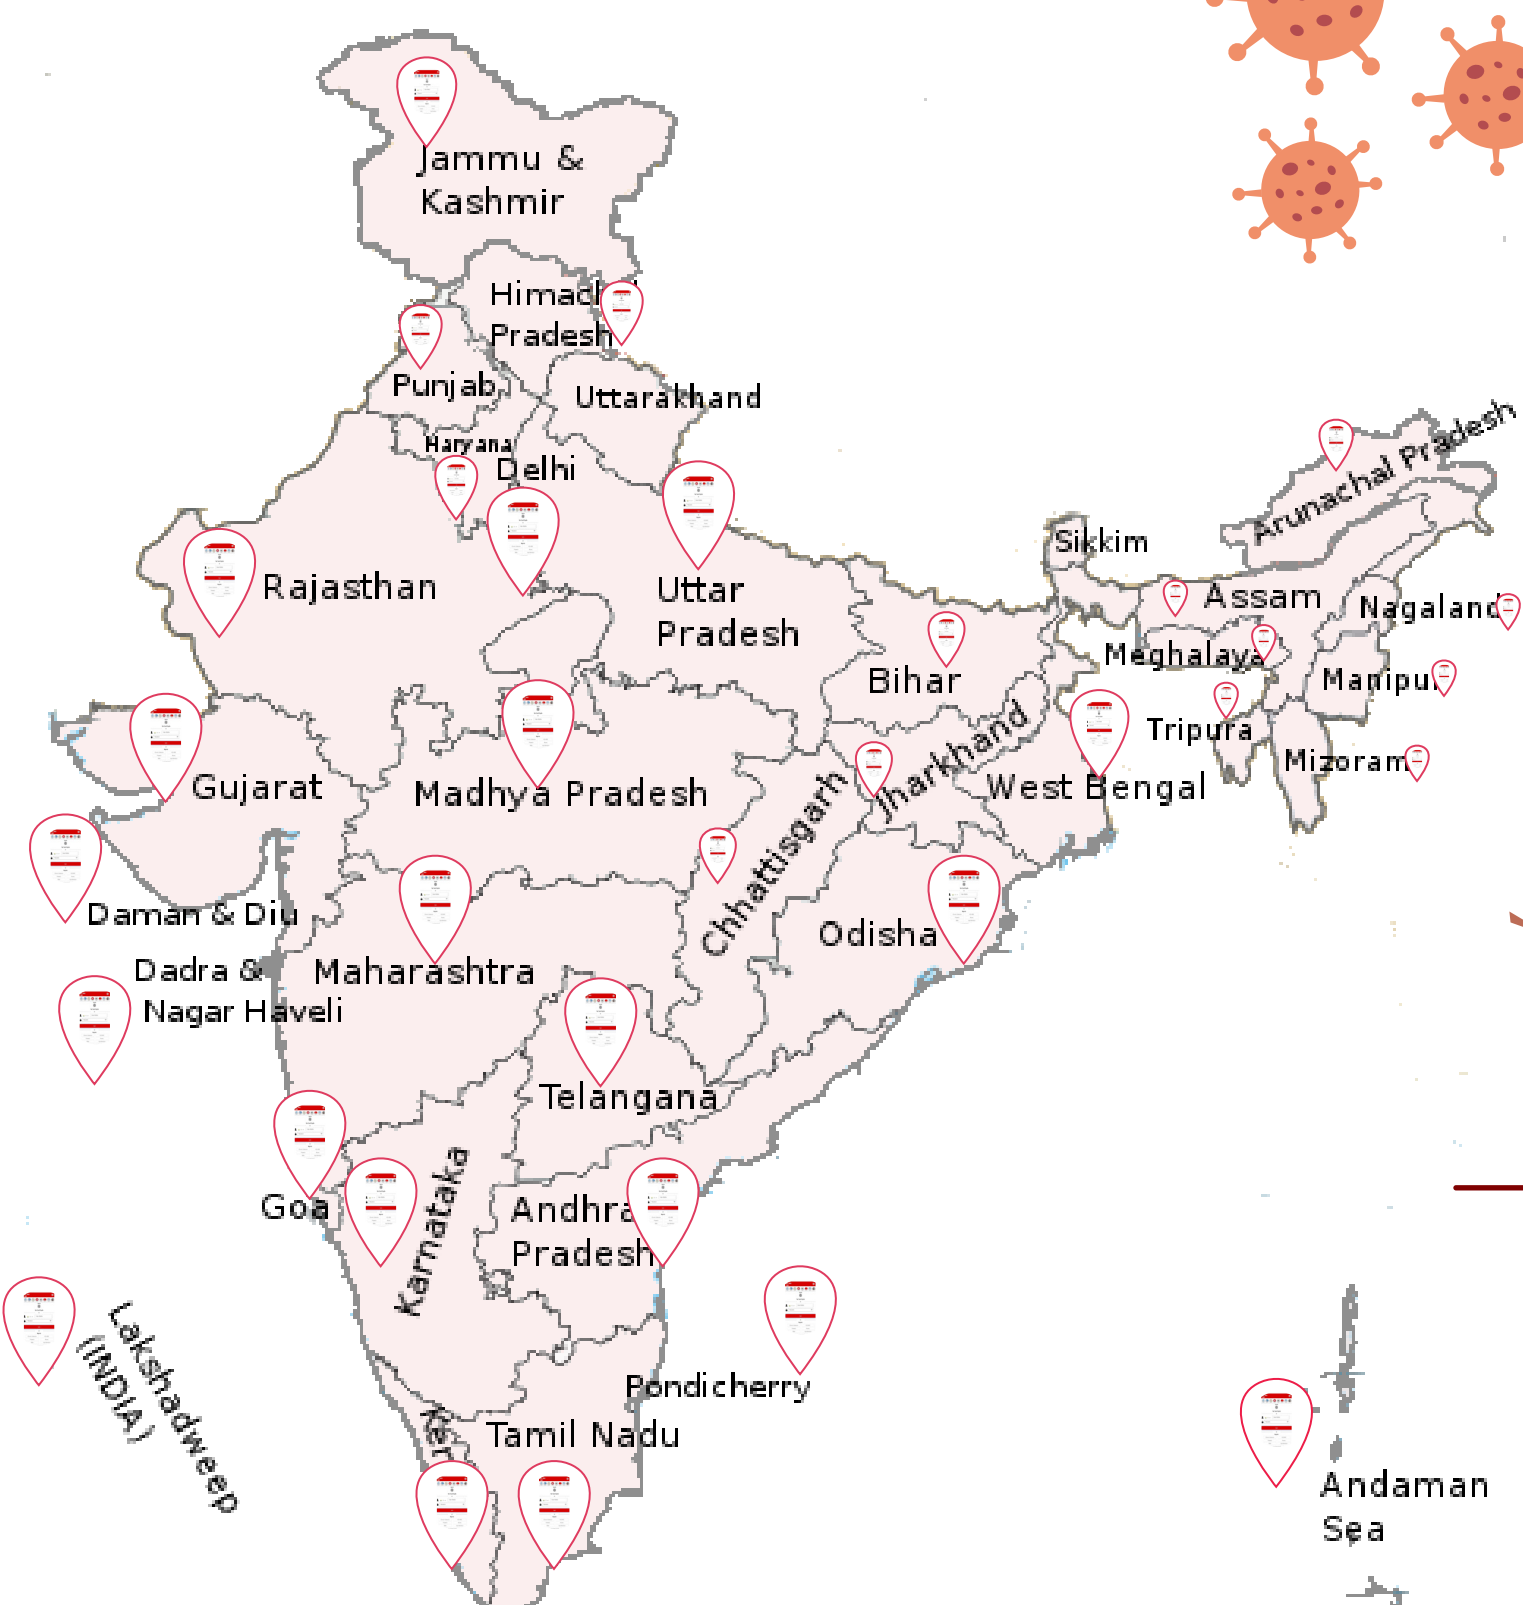 Jammu &
Kashmir
Himachal
Pradesh
Punjab
Uttarakhand
Haryana
Delhi
Arunachal Pradesh
Sikkim
Rajasthan
Uttar
Pradesh
Assam
Nagaland
Meghalaya
Bihar
Manipur
Tripura
Jharkhand
Mizoram
Gujarat
Madhya Pradesh
West Bengal
Chhattisgarh
Daman & Diu
Odisha
Dadra &
Nagar Haveli
Maharashtra
Telangana
Karnataka
Goa
Andhra
Pradesh
Lakshadweep
(INDIA)
Pondicherry
Ker
Tamil Nadu
Andaman
Sea